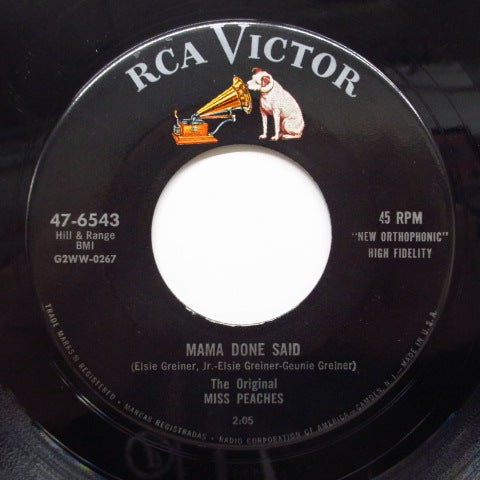 RCA VICTOR
47-6543
Hill & Range
BMI
G2WW-0267
45 RPM
"NEW ORTHOPHONIC"
HIGH FIDELITY
MAMA DONE SAID
(Elsie Greiner, Jr.-Elsie Greiner-Geunie Greiner)
The Original
MISS PEACHES
2:05
TRADE MARKS ® REGISTERED • MARCAS REGISTRADAS • RADIO CORPORATION OF AMERICA—CAMDEN, N. J.—MADE IN U. S. A.